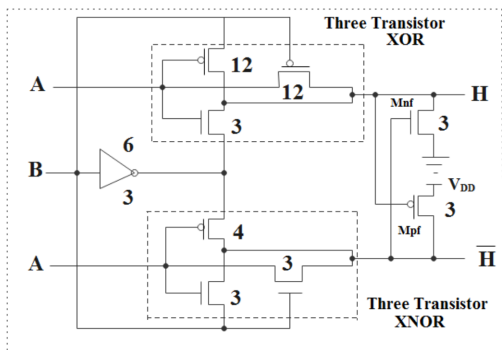 Three Transistor
XOR
12
A
12
H
Mnf
3
3
6
B
3
VDD
3
4
Mpf
A
3
H
3
Three Transistor
XNOR